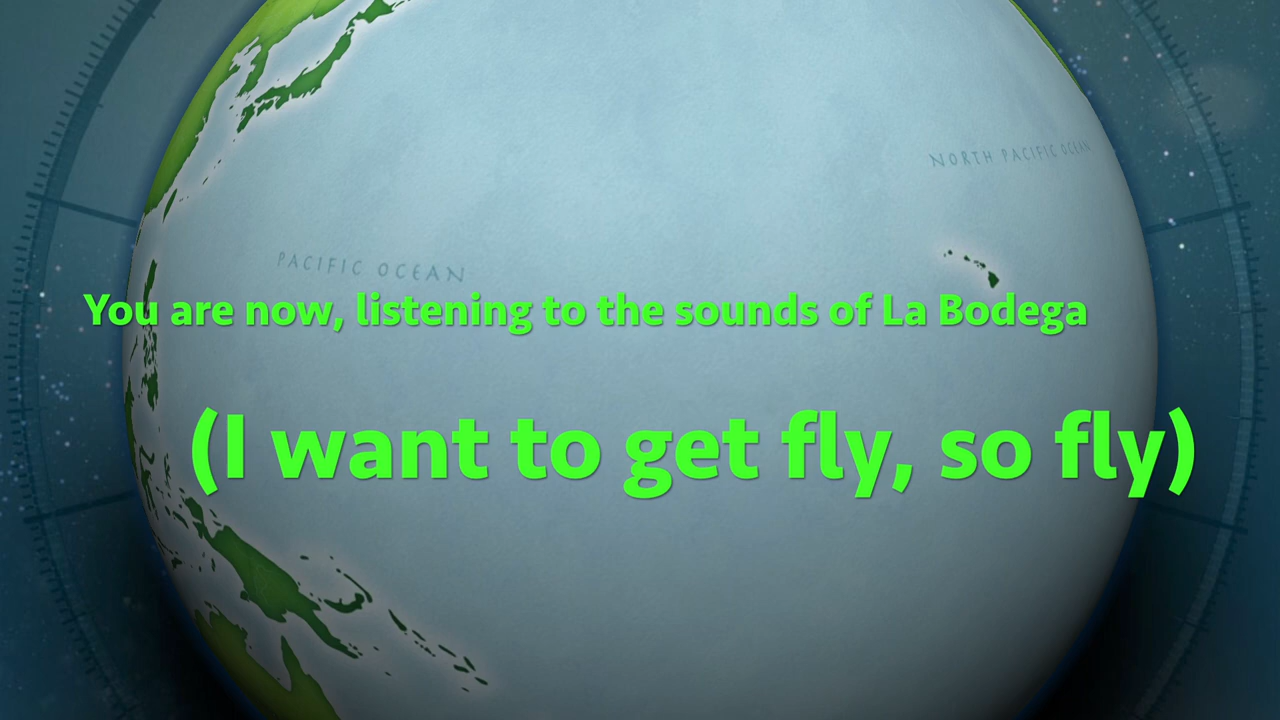 NORTH PACIFIC OCEAN
PACIFIC OCEAN
You are now, listening to the sounds of La Bodega
(I want to get fly, so fly)